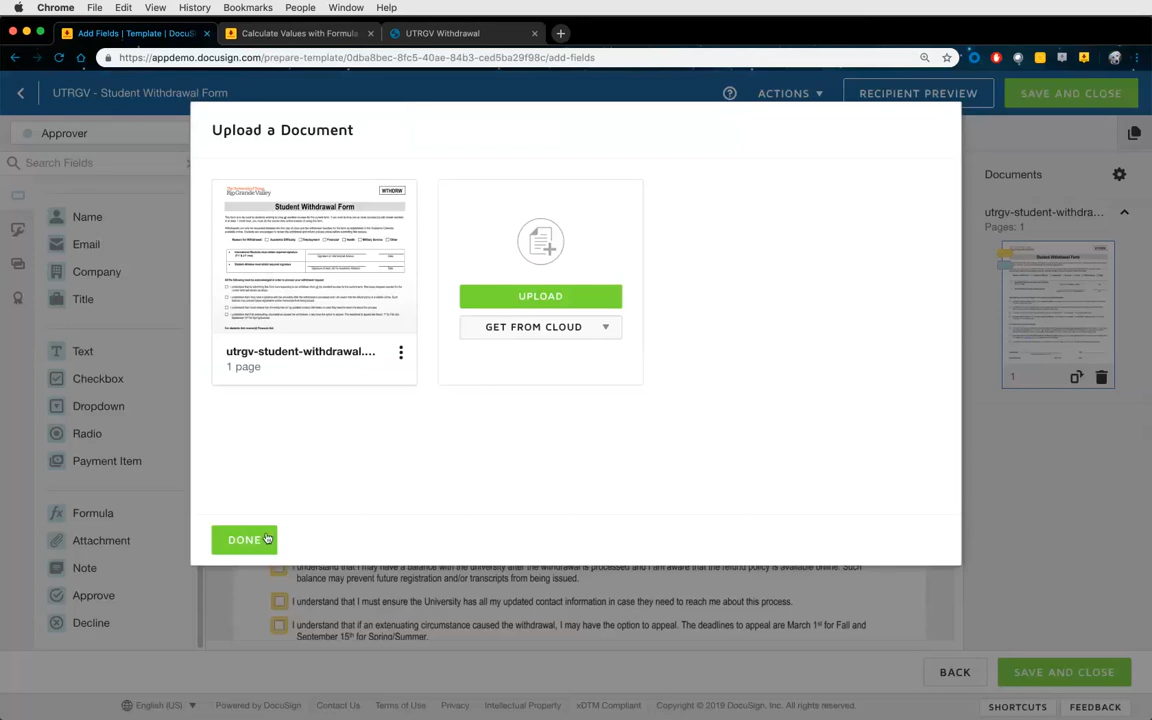 Chrome File Edit View History Bookmarks People Window Help
Add Fields | Template | DocuS
Calculate Values with Formula
UTRGV Withdrawal
https://appdemo.docusign.com/prepare-template/0dba8bec-8fc5-40ae-84b3-ced5ba29f98c/add-fields
UTRGV - Student Withdrawal Form
ACTIONS
RECIPIENT PREVIEW
SAVE AND CLOSE
Approver
Search Fields
Name
Email
Company
Title
Text
Checkbox
Dropdown
Radio
Payment Item
Formula
Attachment
Note
Approve
Decline
Upload a Document
Rio Grande Valley
WTHDRW
Student Withdrawal Form
utrgv-student-withdrawal....
1 page
UPLOAD
GET FROM CLOUD
DONE
Documents
utrgv-student-withdra...
Pages: 1
1
I understand that I may have a balance with the university after the withdrawal is processed and I am aware that the refund policy is available online. Such
balance may prevent future registration and/or transcripts from being issued.
I understand that I must ensure the University has all my updated contact information in case they need to reach me about this process.
I understand that if an extenuating circumstance caused the withdrawal, I may have the option to appeal. The deadlines to appeal are March 1st for Fall and
September 15th for Spring/Summer.
BACK
SAVE AND CLOSE
English (US)
Powered by DocuSign
Contact Us
Terms of Use
Privacy
Intellectual Property
xDTM Compliant
Copyright © 2019 DocuSign, Inc. All rights reserved.
SHORTCUTS
FEEDBACK